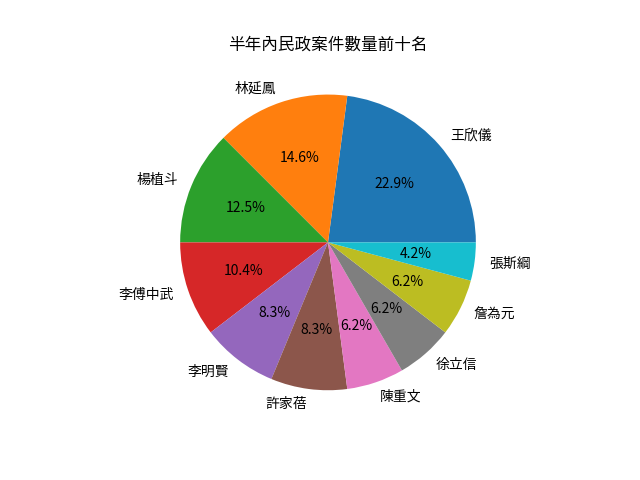 半年內民政案件數量前十名
林延鳳
王欣儀
14.6%
22.9%
楊植斗
12.5%
4.2%
張斯綱
10.4%
6.2%
李傅中武
8.3%
8.3%
6.2%
6.2%
詹為元
李明賢
徐立信
許家蓓
陳重文